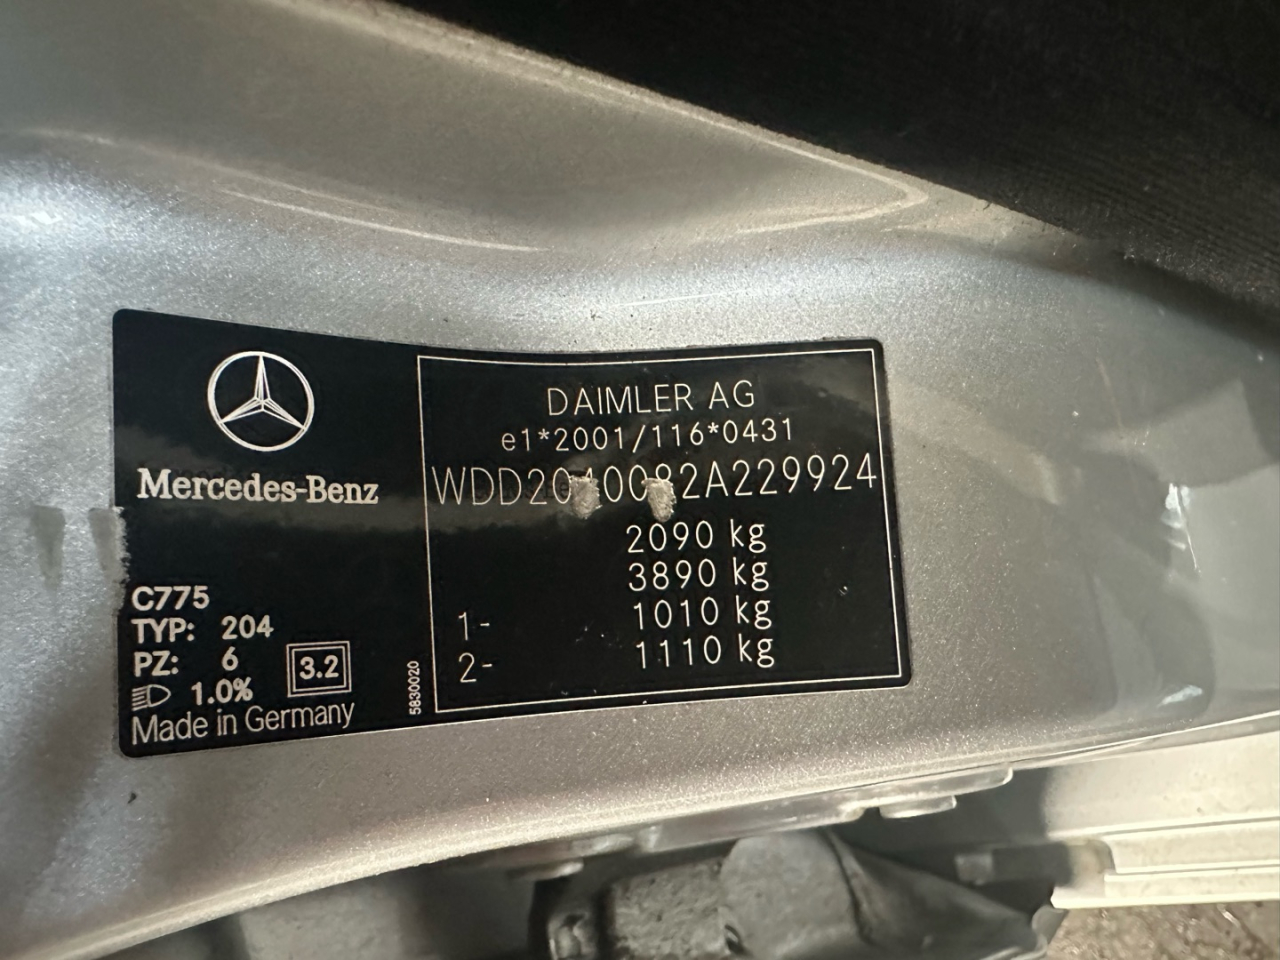 Mercedes-Benz
C775
TYP: 204
PZ: 6
1.0%
3.2
Made in Germany
5830020
DAIMLER AG
e1*2001/116*0431
WDD2040082A229924
2090 kg
3890 kg
1- 1010 kg
2- 1110 kg